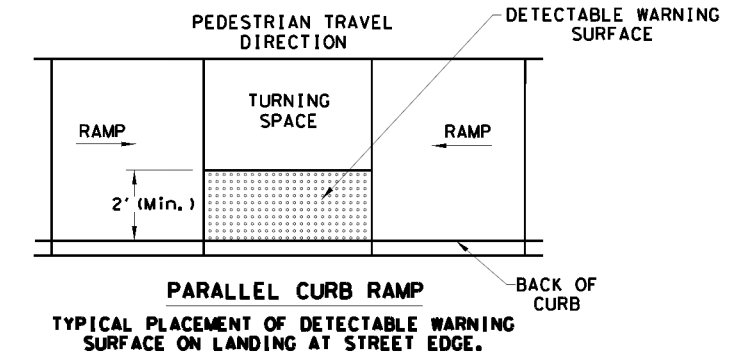 PEDESTRIAN TRAVEL
DIRECTION
DETECTABLE WARNING
SURFACE
TURNING
SPACE
RAMP
RAMP
2' (Min.)
PARALLEL CURB RAMP
BACK OF
CURB
TYPICAL PLACEMENT OF DETECTABLE WARNING
SURFACE ON LANDING AT STREET EDGE.